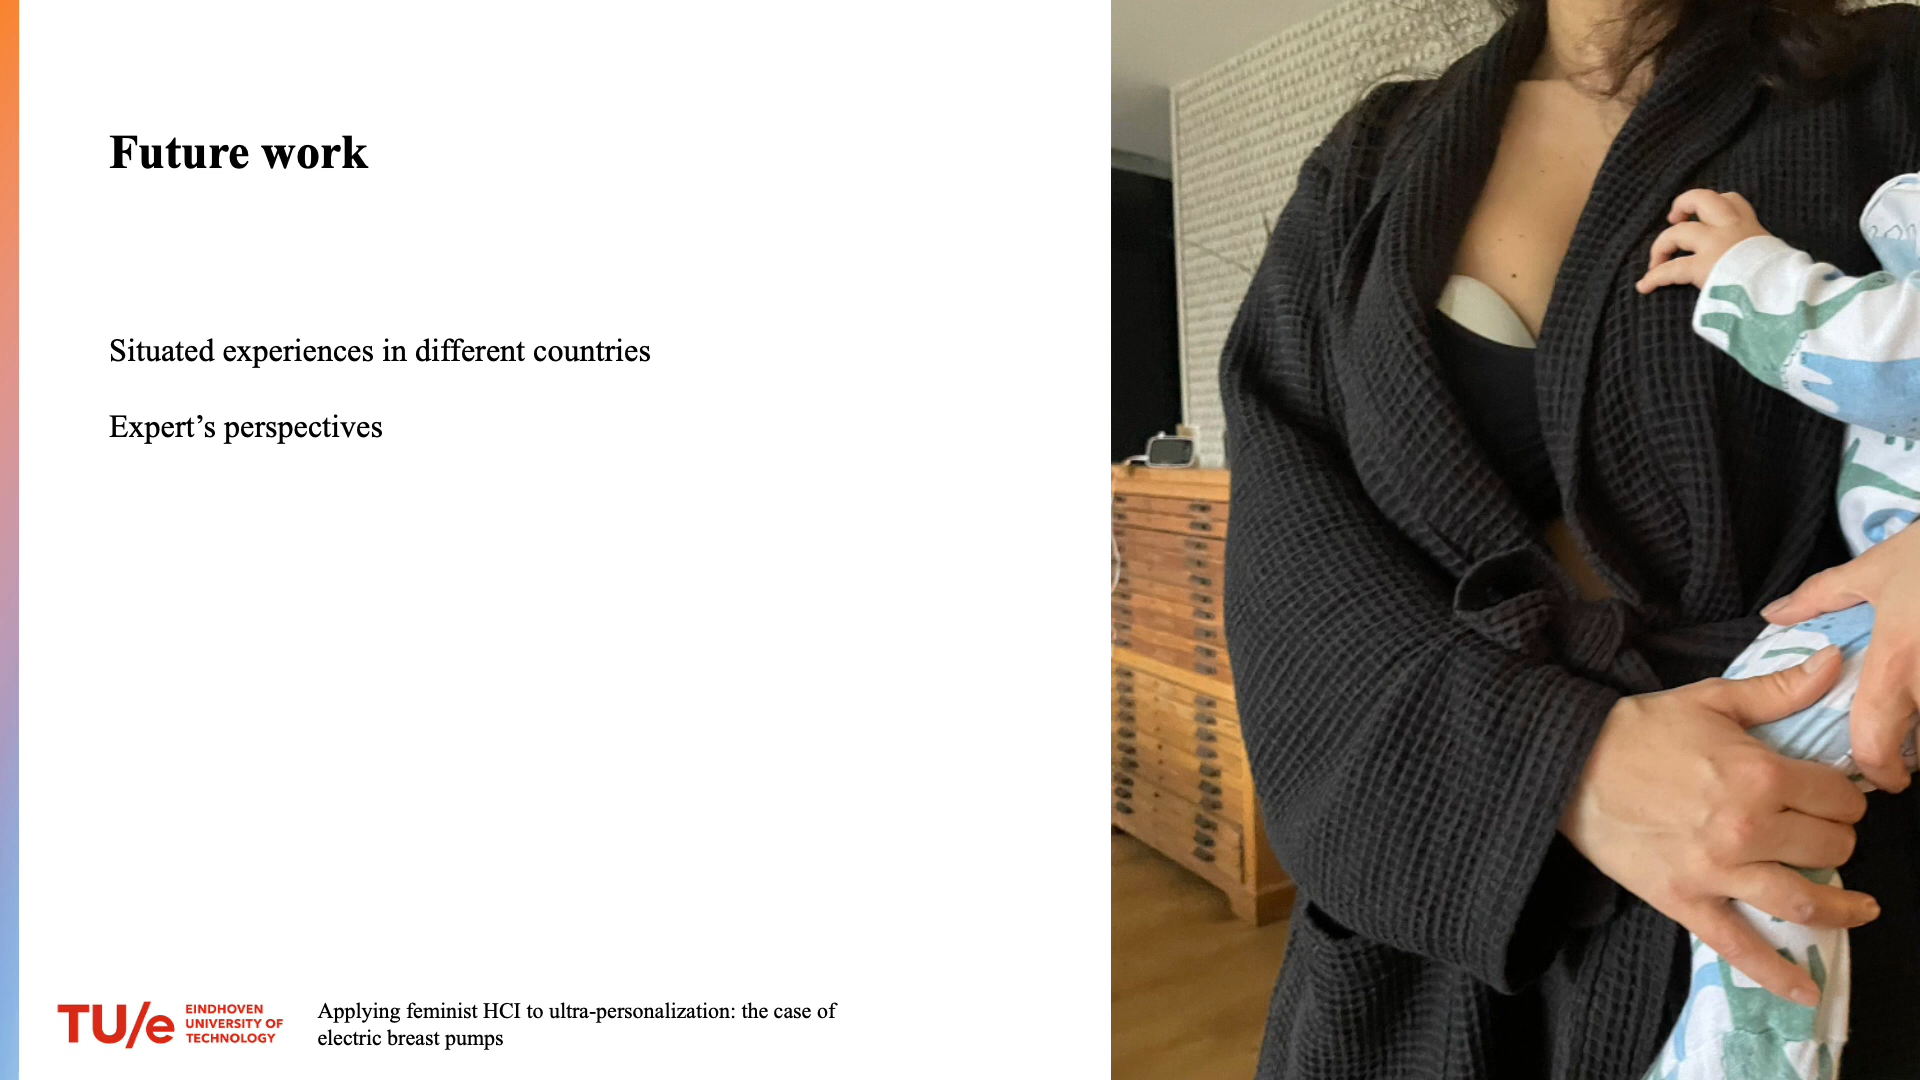 Future work
Situated experiences in different countries
Expert’s perspectives
TU/e
EINDHOVEN
UNIVERSITY OF
TECHNOLOGY
Applying feminist HCI to ultra-personalization: the case of
electric breast pumps